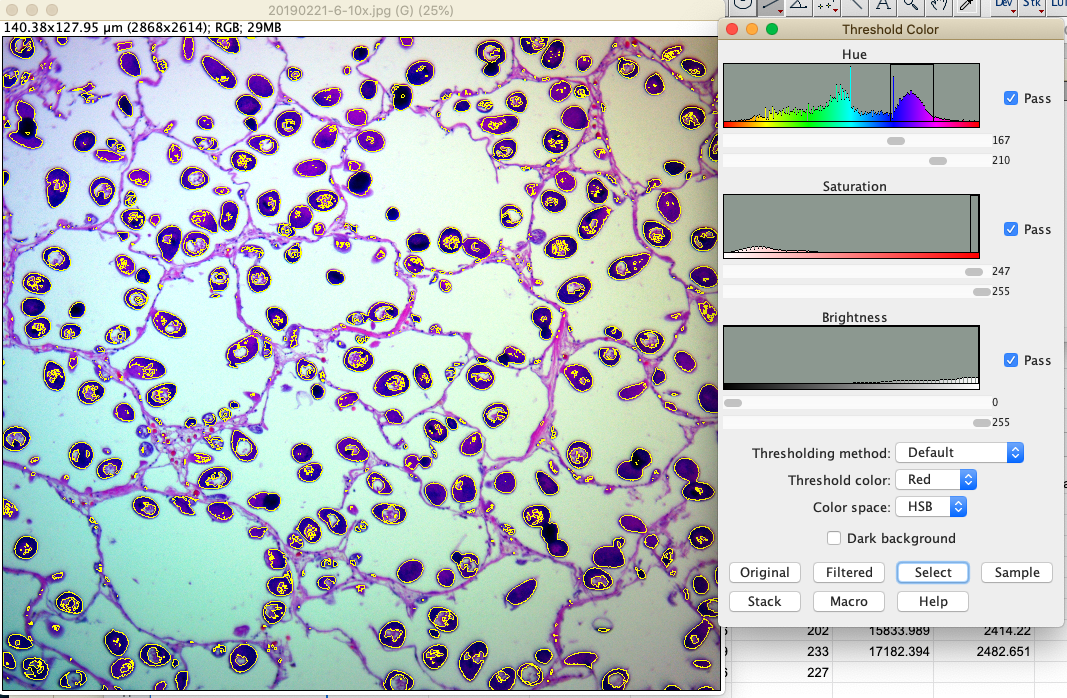 20190221-6-10x.jpg (G) (25%)
140.38x127.95 µm (2868x2614); RGB; 29MB
A Dev Stk
Threshold Color
Hue
Pass
167
210
Saturation
Pass
247
255
Brightness
Pass
0
255
Thresholding method: Default
Threshold color: Red
Color space: HSB
Dark background
Original Filtered Select Sample
Stack Macro Help
202 15833.989 2414.22
233 17182.394 2482.651
227